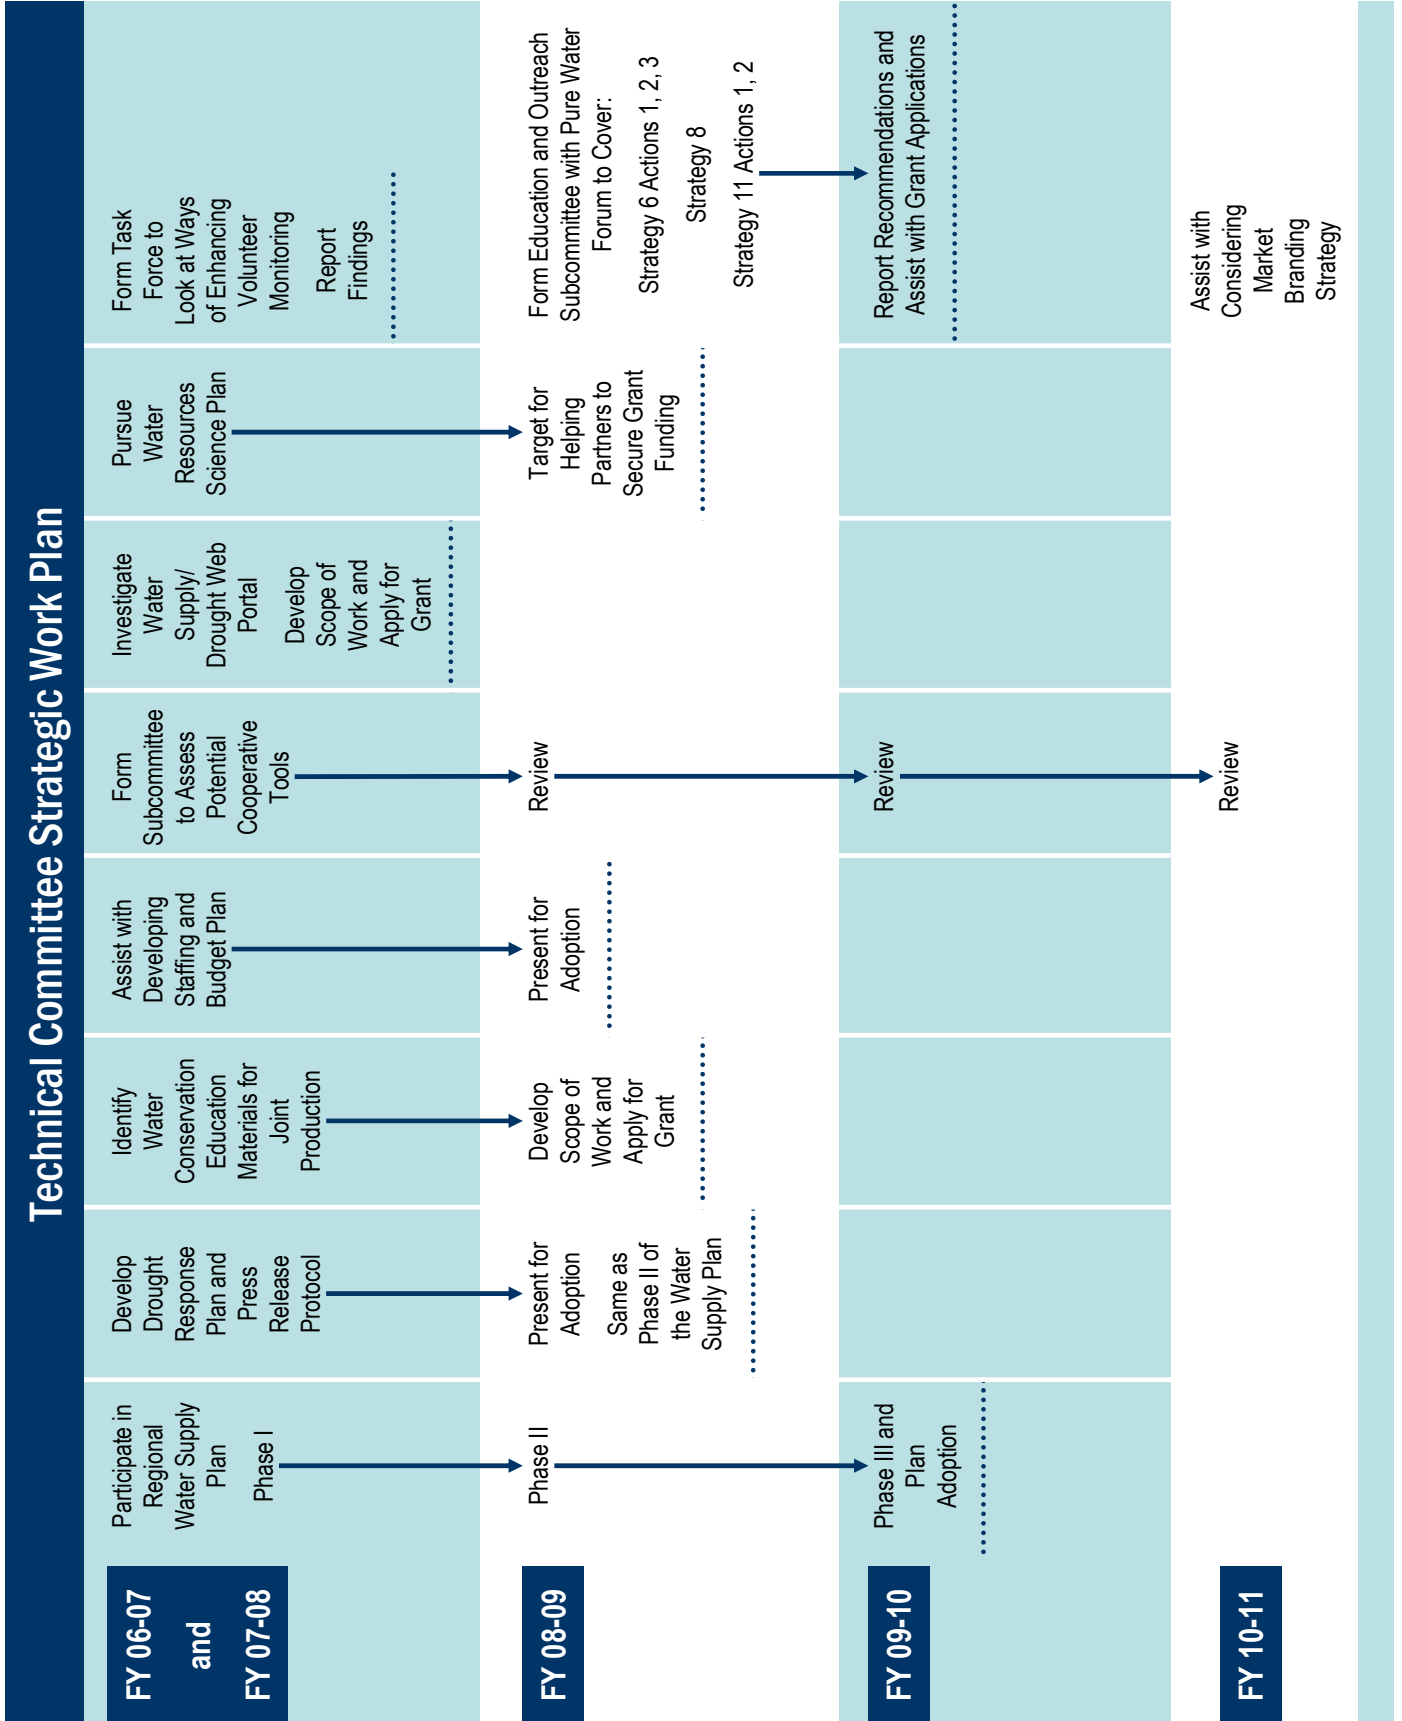 Technical Committee Strategic Work Plan
FY 06-07
and
FY 07-08
Participate in
Regional
Water Supply
Plan
Phase I
Develop
Drought
Response
Plan and
Press
Release
Protocol
Identify
Water
Conservation
Education
Materials for
Joint
Production
Assist with
Developing
Staffing and
Budget Plan
Form
Subcommittee
to Assess
Potential
Cooperative
Tools
Investigate
Water
Supply/
Drought Web
Portal
Develop
Scope of
Work and
Apply for
Grant
Pursue
Water
Resources
Science Plan
Form Task
Force to
Look at Ways
of Enhancing
Volunteer
Monitoring
Report
Findings
FY 08-09
Phase II
Present for
Adoption
Same as
Phase II of
the Water
Supply Plan
Develop
Scope of
Work and
Apply for
Grant
Present for
Adoption
Review
Target for
Helping
Partners to
Secure Grant
Funding
Form Education and Outreach
Subcommittee with Pure Water
Forum to Cover:
Strategy 6 Actions 1, 2, 3
Strategy 8
Strategy 11 Actions 1, 2
FY 09-10
Phase III and
Plan
Adoption
Review
Report Recommendations and
Assist with Grant Applications
FY 10-11
Review
Assist with
Considering
Market
Branding
Strategy